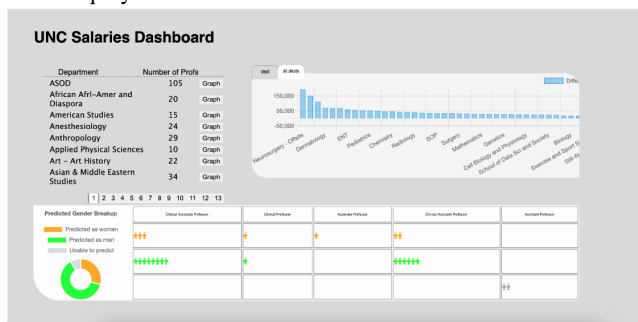 UNC Salaries Dashboard
Department Number of Profs
ASOD 105 Graph
African Afri-Amer and
Diaspora 20 Graph
American Studies 15 Graph
Anesthesiology 24 Graph
Anthropology 29 Graph
Applied Physical Sciences 10 Graph
Art - Art History 22 Graph
Asian & Middle Eastern
Studies 34 Graph
1 2 3 4 5 6 7 8 9 10 11 12 13
all depts
150,000
50,000
-50,000
Neurosurgery - Offsite
Dermatology
ENT
Pediatrics
Chemistry
Radiology
SOP
Surgery
Mathematics
Cell Biology and Physiology
Genetics
School of Data Sci and Society
Biology
Exercise and Sport S
Predicted Gender Breakup
Predicted as women
Predicted as men
Unable to predict
Clinical Associate Professor
Clinical Professor
Associate Professor
Clinical Assistant Professor
Assistant Professor